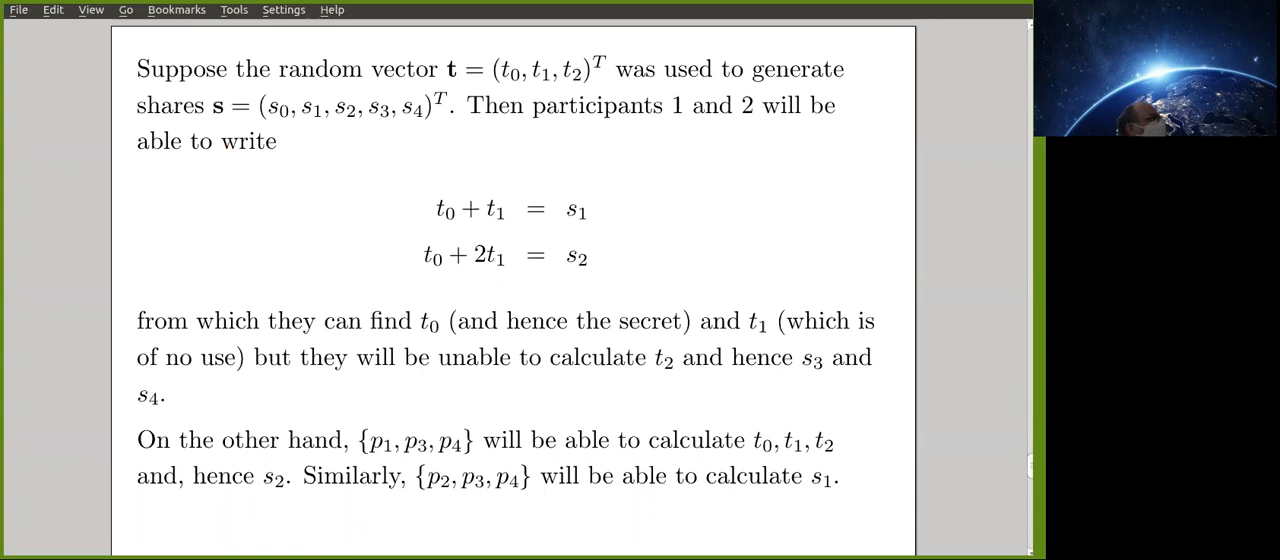 File Edit View Go Bookmarks Tools Settings Help
Suppose the random vector t = (t₀, t₁, t₂)ᵀ was used to generate
shares s = (s₀, s₁, s₂, s₃, s₄)ᵀ. Then participants 1 and 2 will be
able to write
t₀ + t₁ = s₁
t₀ + 2t₁ = s₂
from which they can find t₀ (and hence the secret) and t₁ (which is
of no use) but they will be unable to calculate t₂ and hence s₃ and
s₄.
On the other hand, {p₁, p₃, p₄} will be able to calculate t₀, t₁, t₂
and, hence s₂. Similarly, {p₂, p₃, p₄} will be able to calculate s₁.